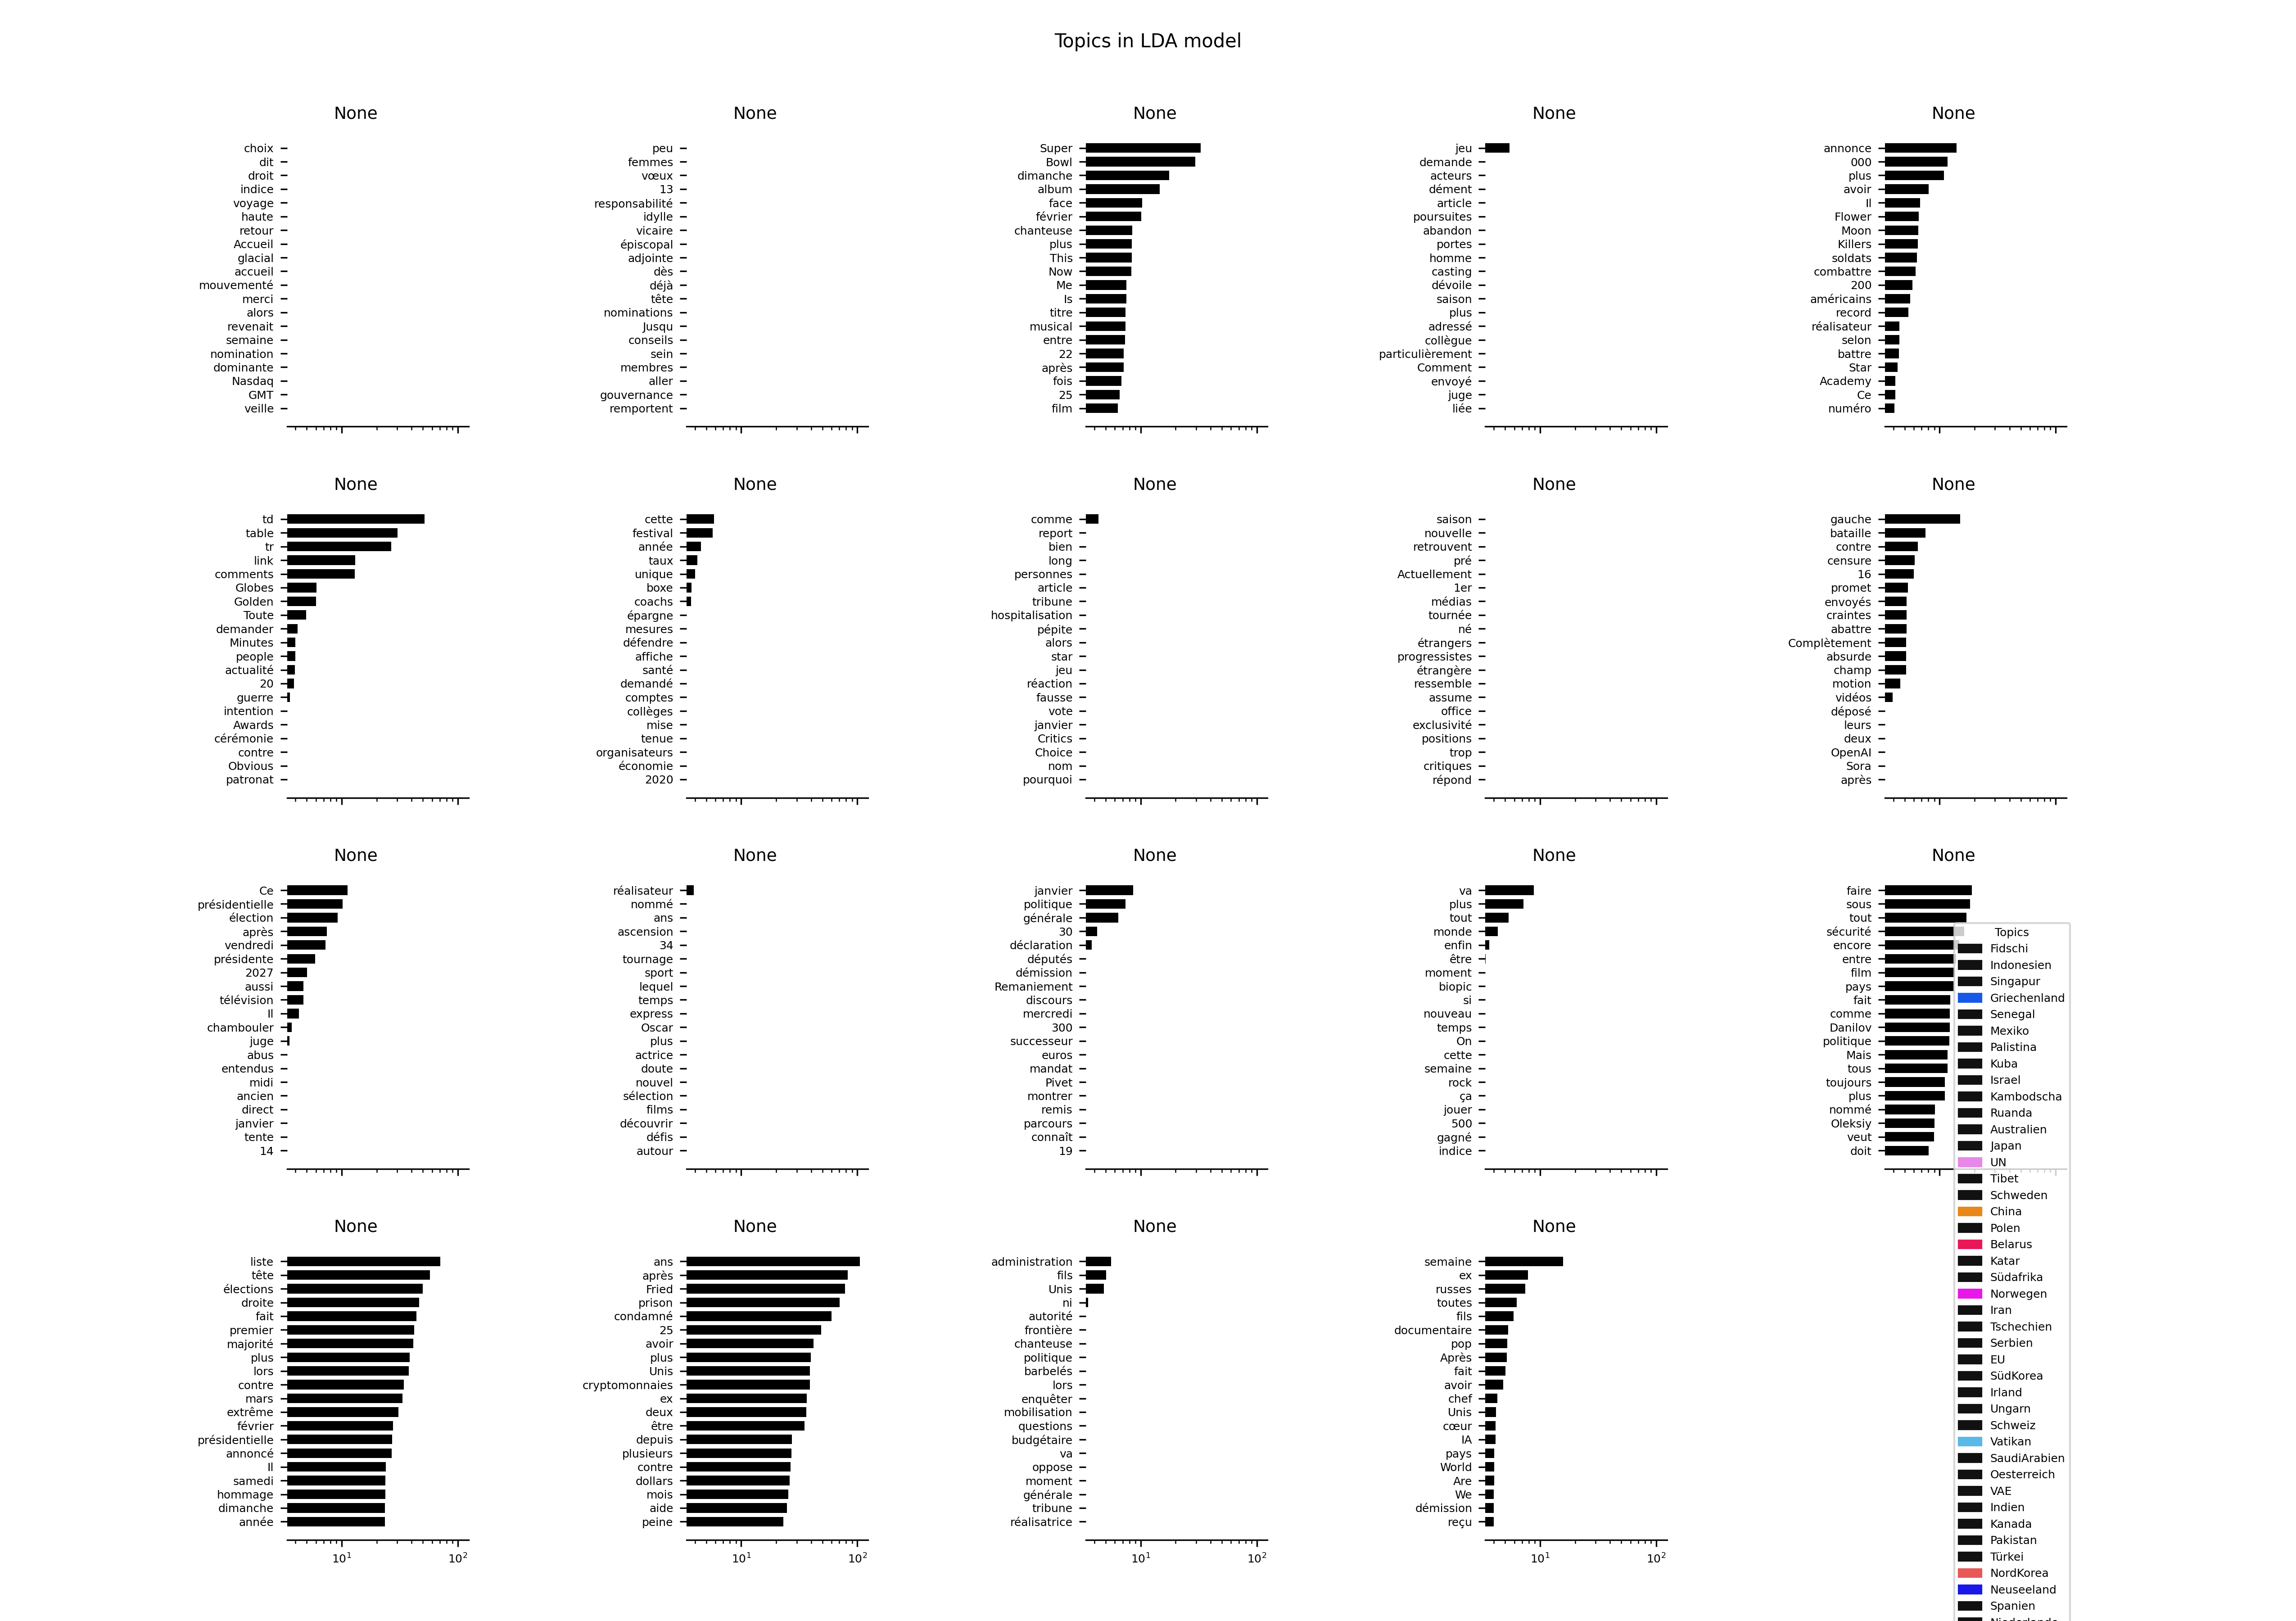 Topics in LDA model
None
choix
dit
droit
indice
voyage
haute
retour
Accueil
glacial
accueil
mouvementé
merci
alors
revenait
semaine
nomination
dominante
Nasdaq
GMT
veille
None
peu
femmes
vœux
13
responsabilité
idylle
vicaire
épiscopal
adjointe
dès
déjà
tête
nominations
Jusqu
conseils
sein
membres
aller
gouvernance
remportent
None
Super
Bowl
dimanche
album
face
février
chanteuse
plus
This
Now
Me
Is
titre
musical
entre
22
après
fois
25
film
None
jeu
demande
acteurs
dément
article
poursuites
abandon
portes
homme
casting
dévoile
saison
plus
adressé
collègue
particulièrement
Comment
envoyé
juge
liée
None
annonce
000
plus
avoir
Il
Flower
Moon
Killers
soldats
combattre
200
américains
record
réalisateur
selon
battre
Star
Academy
Ce
numéro
None
td
table
tr
link
comments
Globes
Golden
Toute
demander
Minutes
people
actualité
20
guerre
intention
Awards
cérémonie
contre
Obvious
patronat
None
cette
festival
année
taux
unique
boxe
coachs
épargne
mesures
défendre
affiche
santé
demandé
comptes
collèges
mise
tenue
organisateurs
économie
2020
None
comme
report
bien
long
personnes
article
tribune
hospitalisation
pépite
alors
star
jeu
réaction
fausse
vote
janvier
Critics
Choice
nom
pourquoi
None
saison
nouvelle
retrouvent
pré
Actuellement
1er
médias
tournée
né
étrangers
progressistes
étrangère
ressemble
assume
office
exclusivité
positions
trop
critiques
répond
None
gauche
bataille
contre
censure
16
promet
envoyés
craintes
abattre
Complètement
absurde
champ
motion
vidéos
déposé
leurs
deux
OpenAI
Sora
après
None
Ce
présidentielle
élection
après
vendredi
présidente
2027
aussi
télévision
Il
chambouler
juge
abus
entendus
midi
ancien
direct
janvier
tente
14
None
réalisateur
nommé
ans
ascension
34
tournage
sport
lequel
temps
express
Oscar
plus
actrice
doute
nouvel
sélection
films
découvrir
défis
autour
None
janvier
politique
générale
30
déclaration
députés
démission
Remaniement
discours
mercredi
300
successeur
euros
mandat
Pivet
montrer
remis
parcours
connaît
19
None
va
plus
tout
monde
enfin
être
moment
biopic
si
nouveau
temps
On
cette
semaine
rock
ça
jouer
500
gagné
indice
None
faire
sous
tout
sécurité
encore
entre
film
pays
fait
comme
Danilov
politique
Mais
tous
toujours
plus
nommé
Oleksiy
veut
doit
None
liste
tête
élections
droite
fait
premier
majorité
plus
lors
contre
mars
extrême
février
présidentielle
annoncé
Il
samedi
hommage
dimanche
année
10¹ 10²
None
ans
après
Fried
prison
condamné
25
avoir
plus
Unis
cryptomonnaies
ex
deux
être
depuis
plusieurs
contre
dollars
mois
aide
peine
10¹ 10²
None
administration
fils
Unis
ni
autorité
frontière
chanteuse
politique
barbelés
lors
enquêter
mobilisation
questions
budgétaire
va
oppose
moment
générale
tribune
réalisatrice
10¹ 10²
None
semaine
ex
russes
toutes
fils
documentaire
pop
Après
fait
avoir
chef
Unis
cœur
IA
pays
World
Are
We
démission
reçu
10¹ 10²
Topics
Fidschi
Indonesien
Singapur
Griechenland
Senegal
Mexiko
Palistina
Kuba
Israel
Kambodscha
Ruanda
Australien
Japan
UN
Tibet
Schweden
China
Polen
Belarus
Katar
Südafrika
Norwegen
Iran
Tschechien
Serbien
EU
SüdKorea
Irland
Ungarn
Schweiz
Vatikan
SaudiArabien
Oesterreich
VAE
Indien
Kanada
Pakistan
Türkei
NordKorea
Neuseeland
Spanien